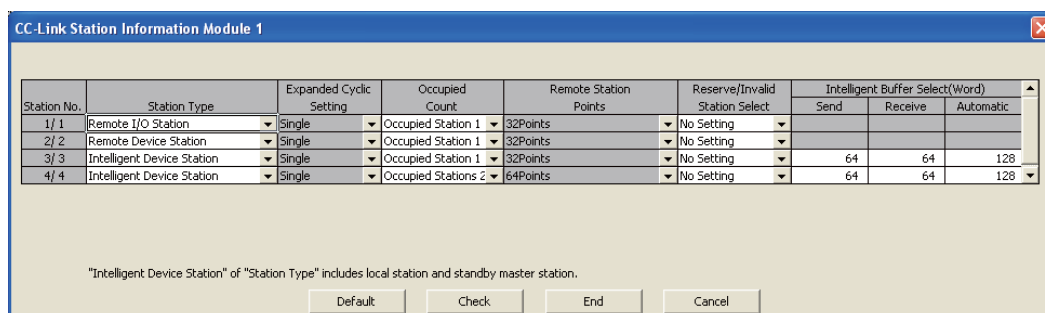 CC-Link Station Information Module 1
Expanded Cyclic Occupied Remote Station Reserve/Invalid Intelligent Buffer Select(Word)
Station No. Station Type Setting Count Points Station Select Send Receive Automatic
1/ 1 Remote I/O Station Single Occupied Station 1 32Points No Setting
2/ 2 Remote Device Station Single Occupied Station 1 32Points No Setting
3/ 3 Intelligent Device Station Single Occupied Station 1 32Points No Setting 64 64 128
4/ 4 Intelligent Device Station Single Occupied Stations 2 64Points No Setting 64 64 128
"Intelligent Device Station" of "Station Type" includes local station and standby master station.
Default Check End Cancel